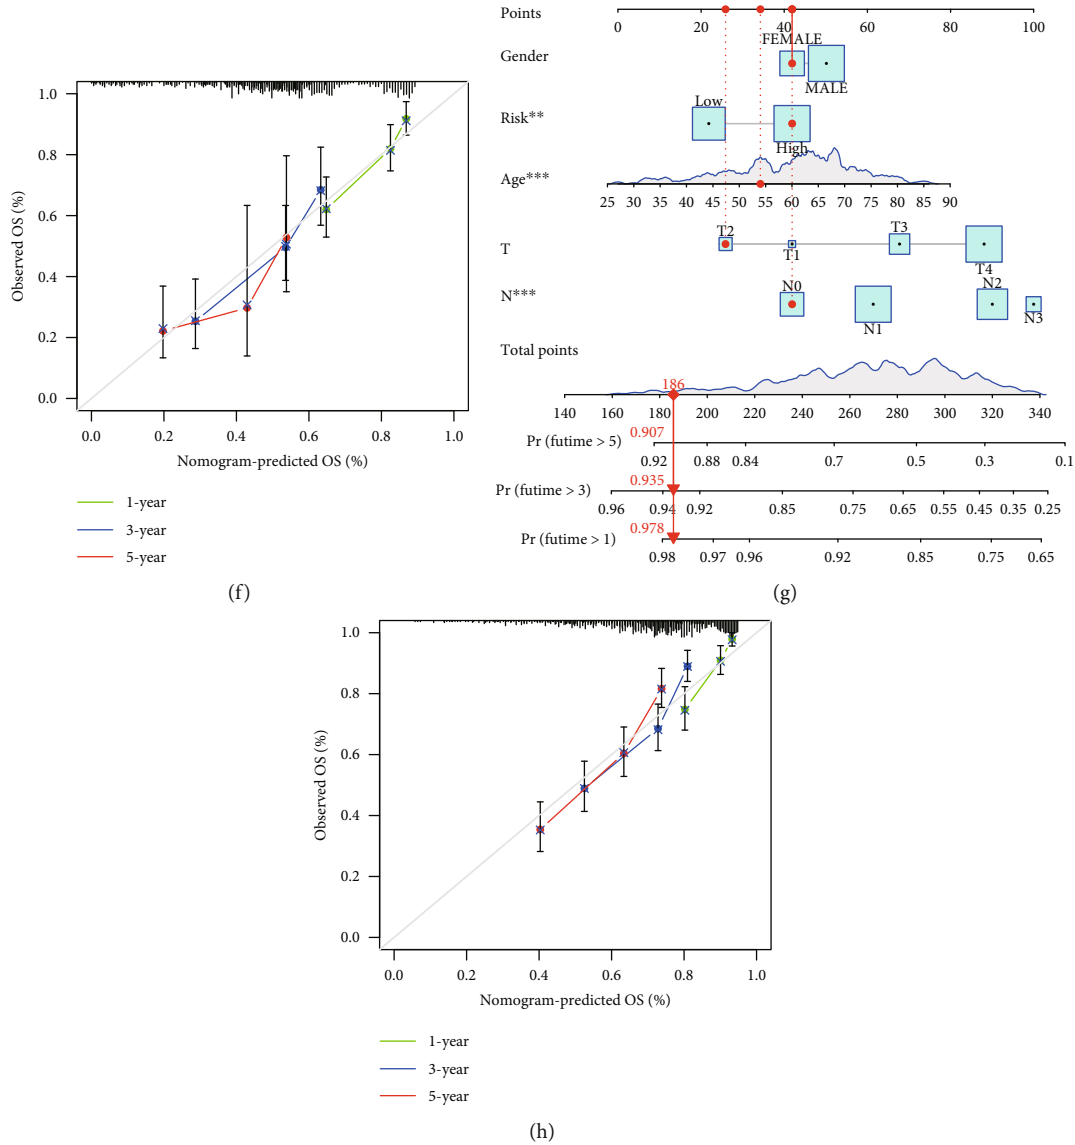 1.0
0.8
0.6
0.4
0.2
0.0
Observed OS (%)
0.0 0.2 0.4 0.6 0.8 1.0
Nomogram-predicted OS (%)
1-year
3-year
5-year
(f)
Points
0 20 40 60 80 100
Gender
FEMALE
MALE
Risk**
Low
High
Age***
25 30 35 40 45 50 55 60 65 70 75 80 85 90
T
T2 T1 T3 T4
N***
N0 N1 N2 N3
Total points
186
140 160 180 200 220 240 260 280 300 320 340
Pr (futime > 5)
0.907
0.92 0.88 0.84 0.7 0.5 0.3 0.1
Pr (futime > 3)
0.935
0.96 0.94 0.92 0.85 0.75 0.65 0.55 0.45 0.35 0.25
Pr (futime > 1)
0.978
0.98 0.97 0.96 0.92 0.85 0.75 0.65
(g)
1.0
0.8
0.6
0.4
0.2
0.0
Observed OS (%)
0.0 0.2 0.4 0.6 0.8 1.0
Nomogram-predicted OS (%)
1-year
3-year
5-year
(h)